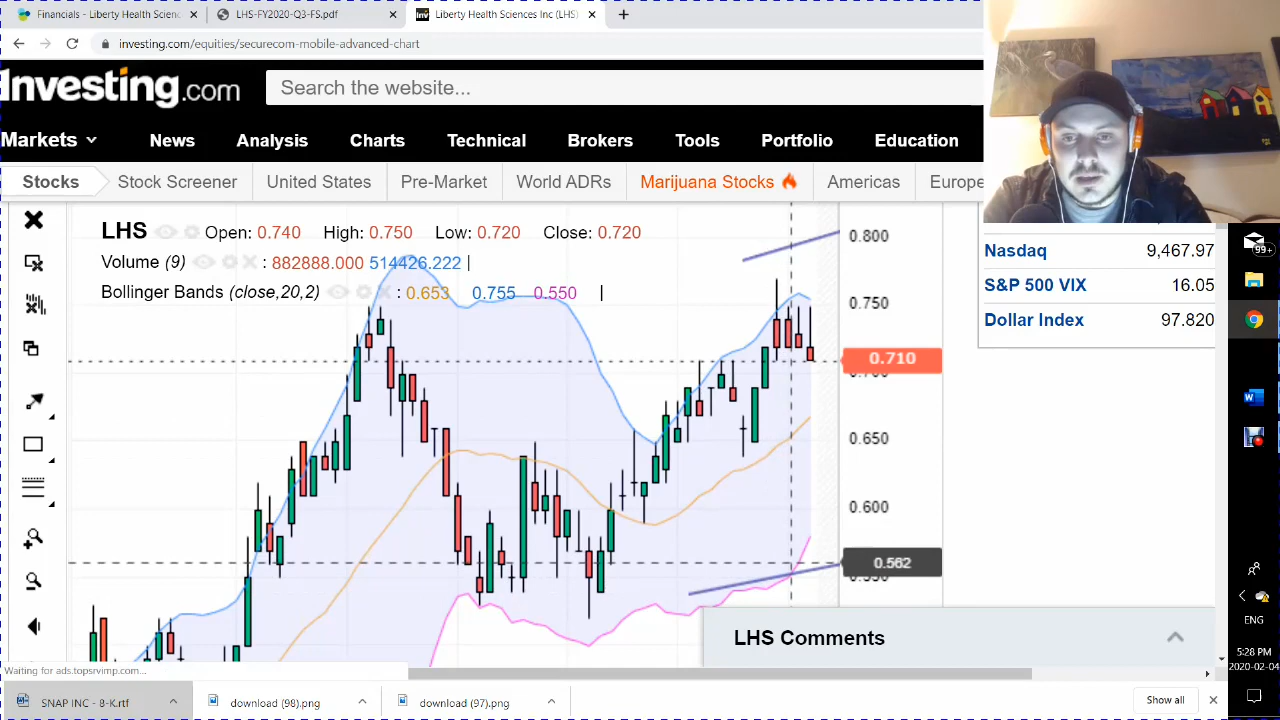 Financials - Liberty Health Scienc
LHS-FY2020-Q3-FS.pdf
Inv
Liberty Health Sciences Inc (LHS)
investing.com/equities/securecom-mobile-advanced-chart
Investing.com
Search the website...
Markets
News
Analysis
Charts
Technical
Brokers
Tools
Portfolio
Education
Stocks
Stock Screener
United States
Pre-Market
World ADRs
Marijuana Stocks
Americas
Europe
LHS Open: 0.740 High: 0.750 Low: 0.720 Close: 0.720
Volume (9) : 882888.000 514426.222 |
Bollinger Bands (close,20,2) : 0.653 0.755 0.550 |
0.800
0.750
0.710
0.650
0.600
0.562
Nasdaq 9,467.97
S&P 500 VIX 16.05
Dollar Index 97.820
99+
LHS Comments
Waiting for ads.topsrvimp.com...
SNAP INC - 8-K.rtf
download (98).png
download (97).png
Show all
ENG
5:28 PM
2020-02-04